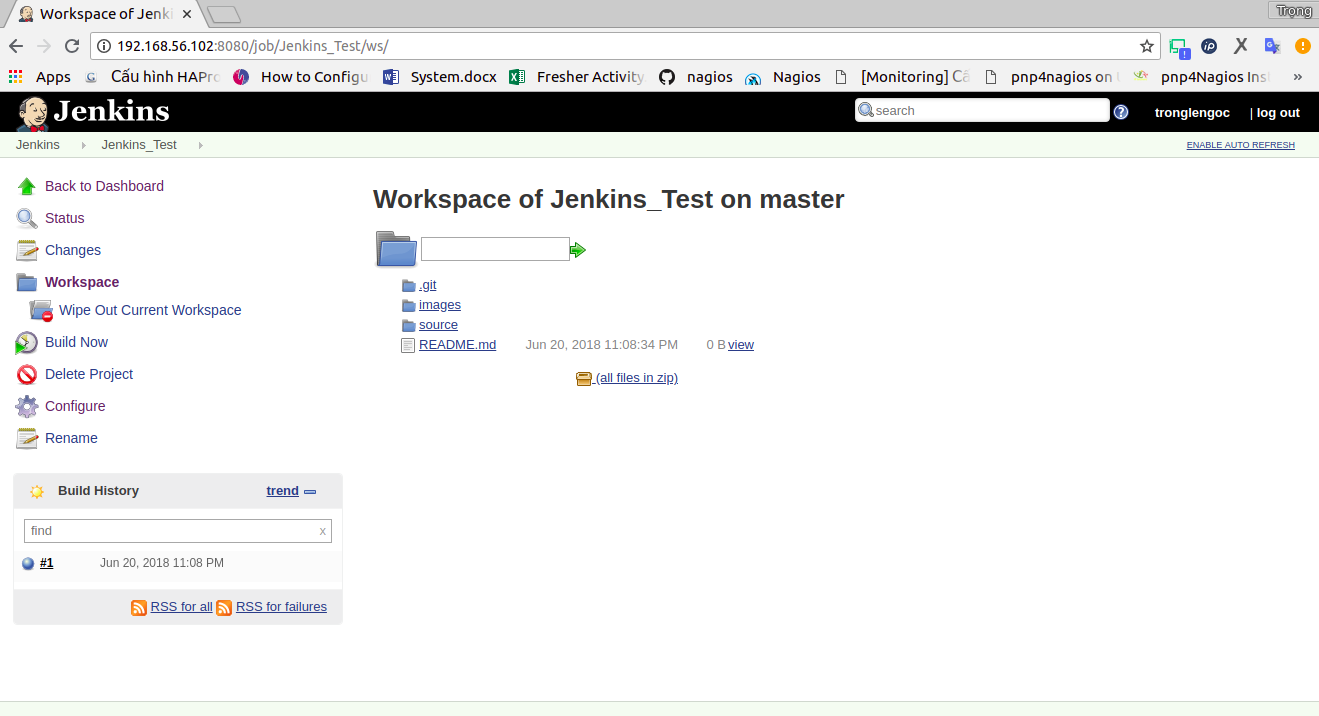 Workspace of Jenki
Trọng
192.168.56.102:8080/job/Jenkins_Test/ws/
Apps Cấu hình HAPro How to Configu System.docx Fresher Activity nagios Nagios [Monitoring] Cấ pnp4nagios on pnp4Nagios Ins »
Jenkins
search
tronglengoc | log out
Jenkins Jenkins_Test ENABLE AUTO REFRESH
Back to Dashboard
Status
Changes
Workspace
Wipe Out Current Workspace
Build Now
Delete Project
Configure
Rename
Build History trend
find x
#1 Jun 20, 2018 11:08 PM
RSS for all RSS for failures
Workspace of Jenkins_Test on master
.git
images
source
README.md Jun 20, 2018 11:08:34 PM 0 B view
(all files in zip)